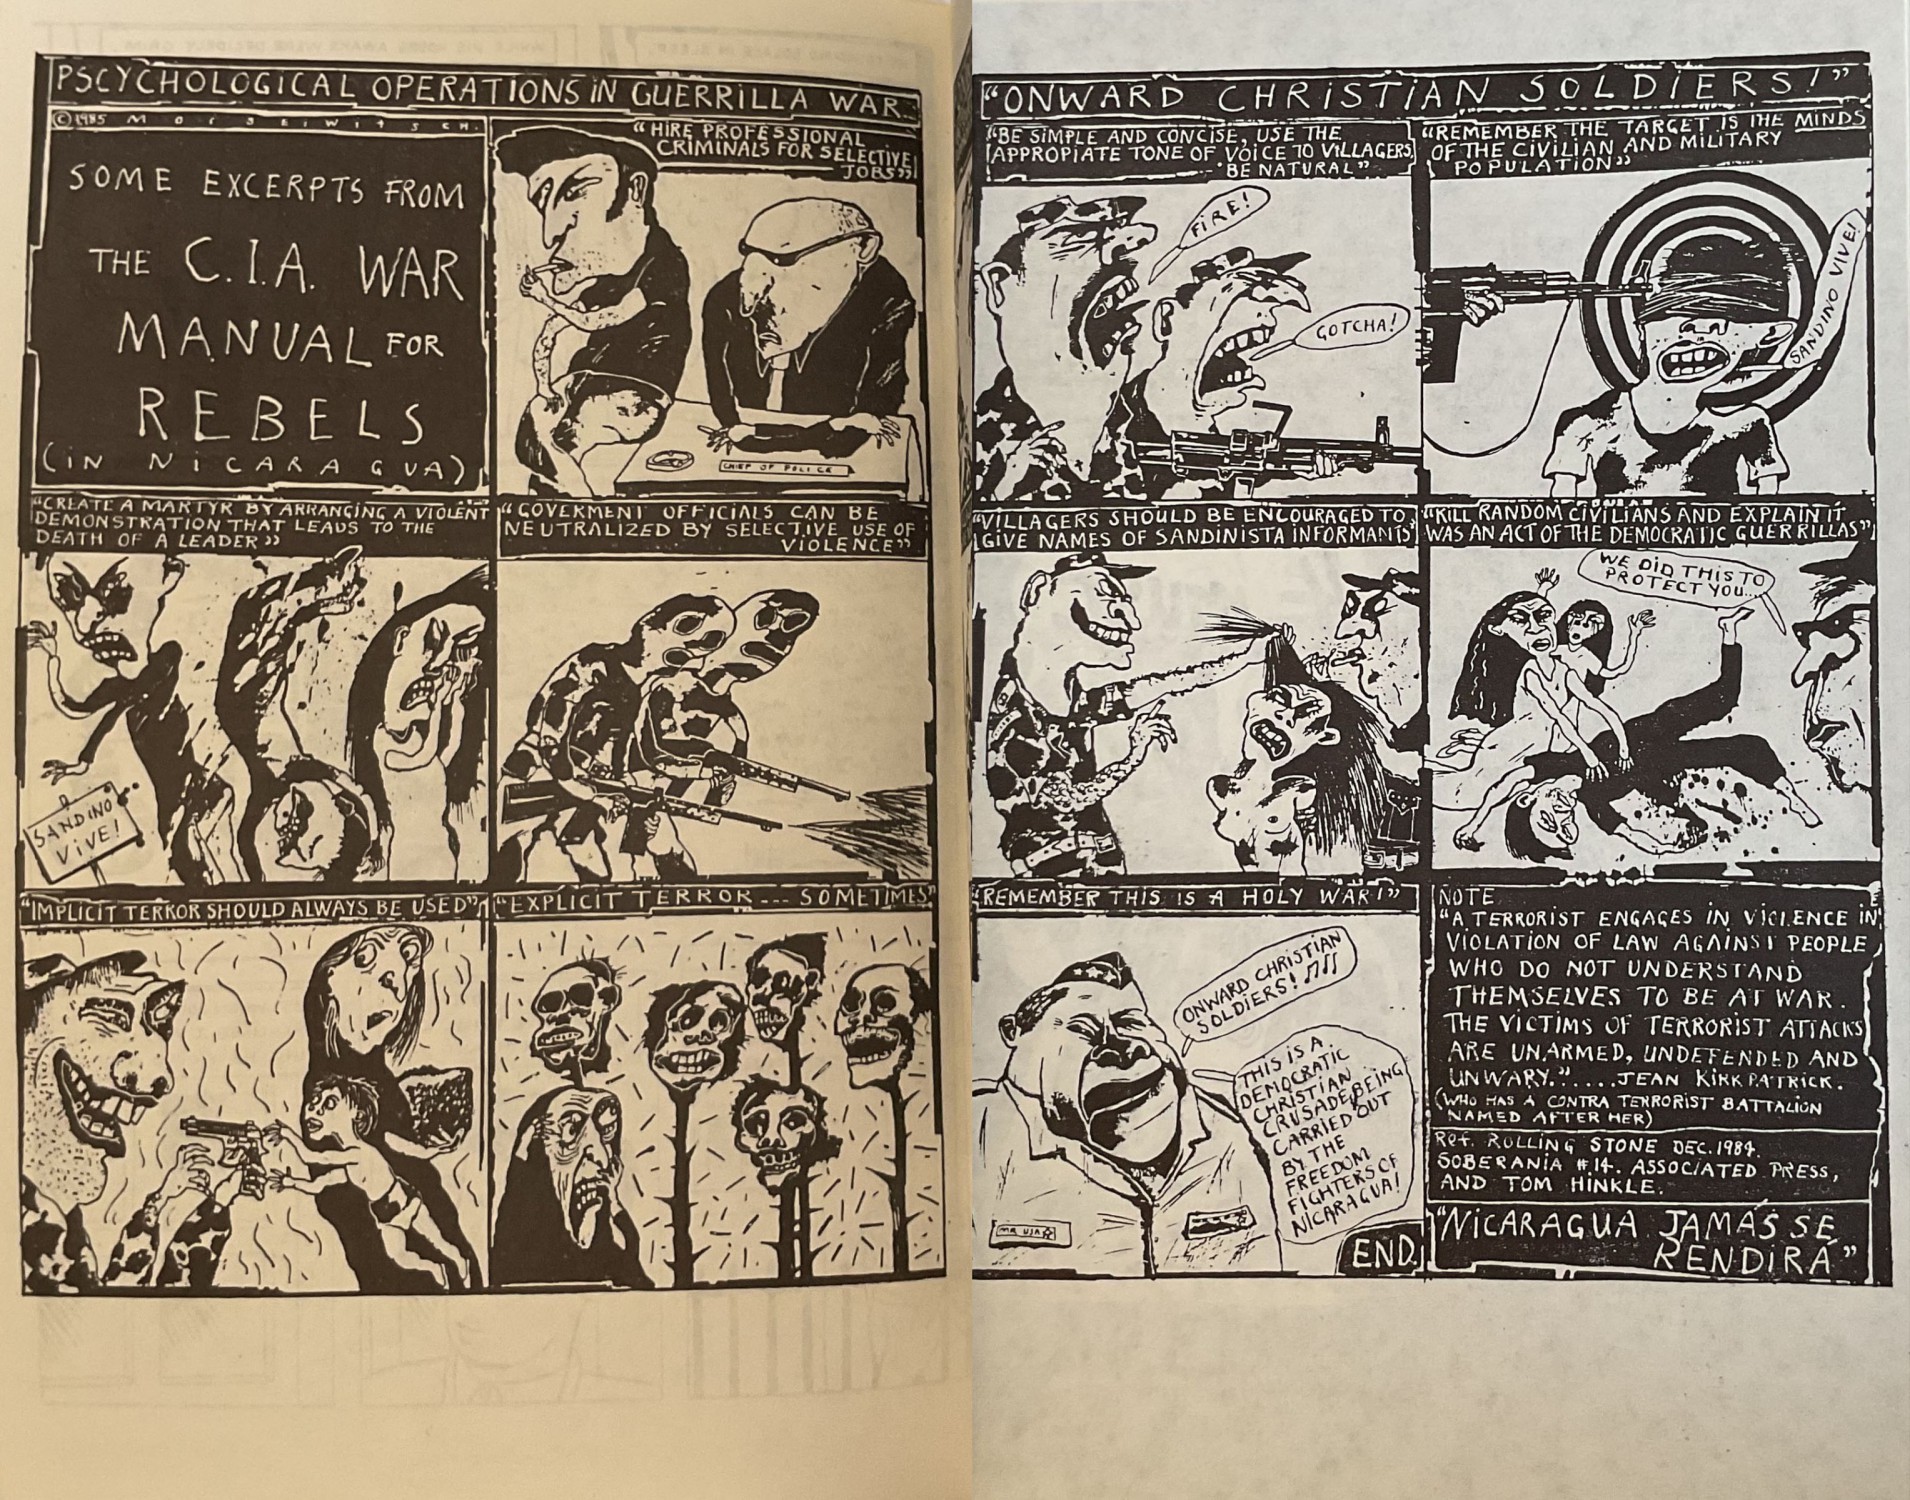 PSCYCHOLOGICAL OPERATIONS IN GUERRILLA WAR.
© 1985 MORSEIWITSCH.
SOME EXCERPTS FROM
THE C.I.A. WAR
MANUAL FOR
REBELS
(IN NICARAGUA)
"HIRE PROFESSIONAL
CRIMINALS FOR SELECTIVE
JOBS"
CHIEF OF POLICE
"CREATE A MARTYR BY ARRANGING A VIOLENT
DEMONSTRATION THAT LEADS TO THE
DEATH OF A LEADER"
SANDINO
VIVE!
"GOVERMENT OFFICIALS CAN BE
NEUTRALIZED BY SELECTIVE USE OF
VIOLENCE"
"IMPLICIT TERROR SHOULD ALWAYS BE USED"
"EXPLICIT TERROR --- SOMETIMES"
"ONWARD CHRISTIAN SOLDIERS!"
"BE SIMPLE AND CONCISE, USE THE
APPROPIATE TONE OF VOICE TO VILLAGERS,
BE NATURAL"
FIRE!
GOTCHA!
"REMEMBER THE TARGET IS THE MINDS
OF THE CIVILIAN AND MILITARY
POPULATION"
SANDINO VIVE!
"VILLAGERS SHOULD BE ENCOURAGED TO
GIVE NAMES OF SANDINISTA INFORMANTS"
"KILL RANDOM CIVILIANS AND EXPLAIN IT
WAS AN ACT OF THE DEMOCRATIC GUERRILLAS"
WE DID THIS TO
PROTECT YOU...
"REMEMBER THIS IS A HOLY WAR!"
ONWARD CHRISTIAN
SOLDIERS!
THIS IS A
DEMOCRATIC
CHRISTIAN
CRUSADE, BEING
CARRIED OUT
BY THE
FREEDOM
FIGHTERS OF
NICARAGUA!
MR USA
END.
NOTE
"A TERRORIST ENGAGES IN VIOLENCE IN
VIOLATION OF LAW AGAINST PEOPLE
WHO DO NOT UNDERSTAND
THEMSELVES TO BE AT WAR.
THE VICTIMS OF TERRORIST ATTACKS
ARE UNARMED, UNDEFENDED AND
UNWARY."....JEAN KIRKPATRICK.
(WHO HAS A CONTRA TERRORIST BATTALION
NAMED AFTER HER)
Ref. ROLLING STONE DEC. 1984.
SOBERANIA #14. ASSOCIATED PRESS,
AND TOM HINKLE.
"NICARAGUA JAMÁS SE
RENDIRÁ"